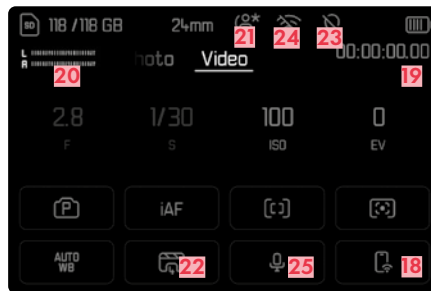 SD 118 /118 GB 24mm
21 24 23
L
R
20
hoto Video 00:00:00.00
19
2.8 1/30 100 0
F S ISO EV
P iAF
AUTO
WB
22 25 18